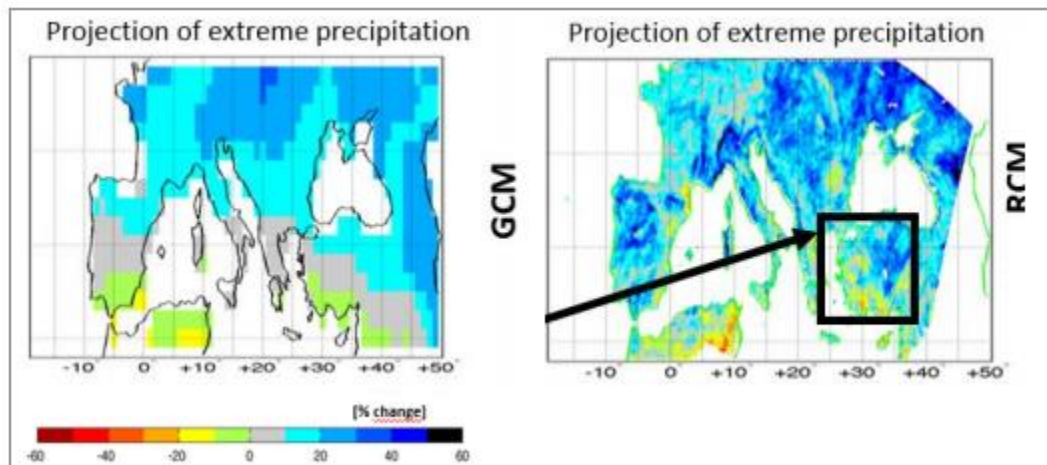 Projection of extreme precipitation
GCM
-10° 0° +10° +20° +30° +40° +50°
[% change]
-60 -40 -20 0 20 40 60
Projection of extreme precipitation
RCM
-10° 0° +10° +20° +30° +40° +50°